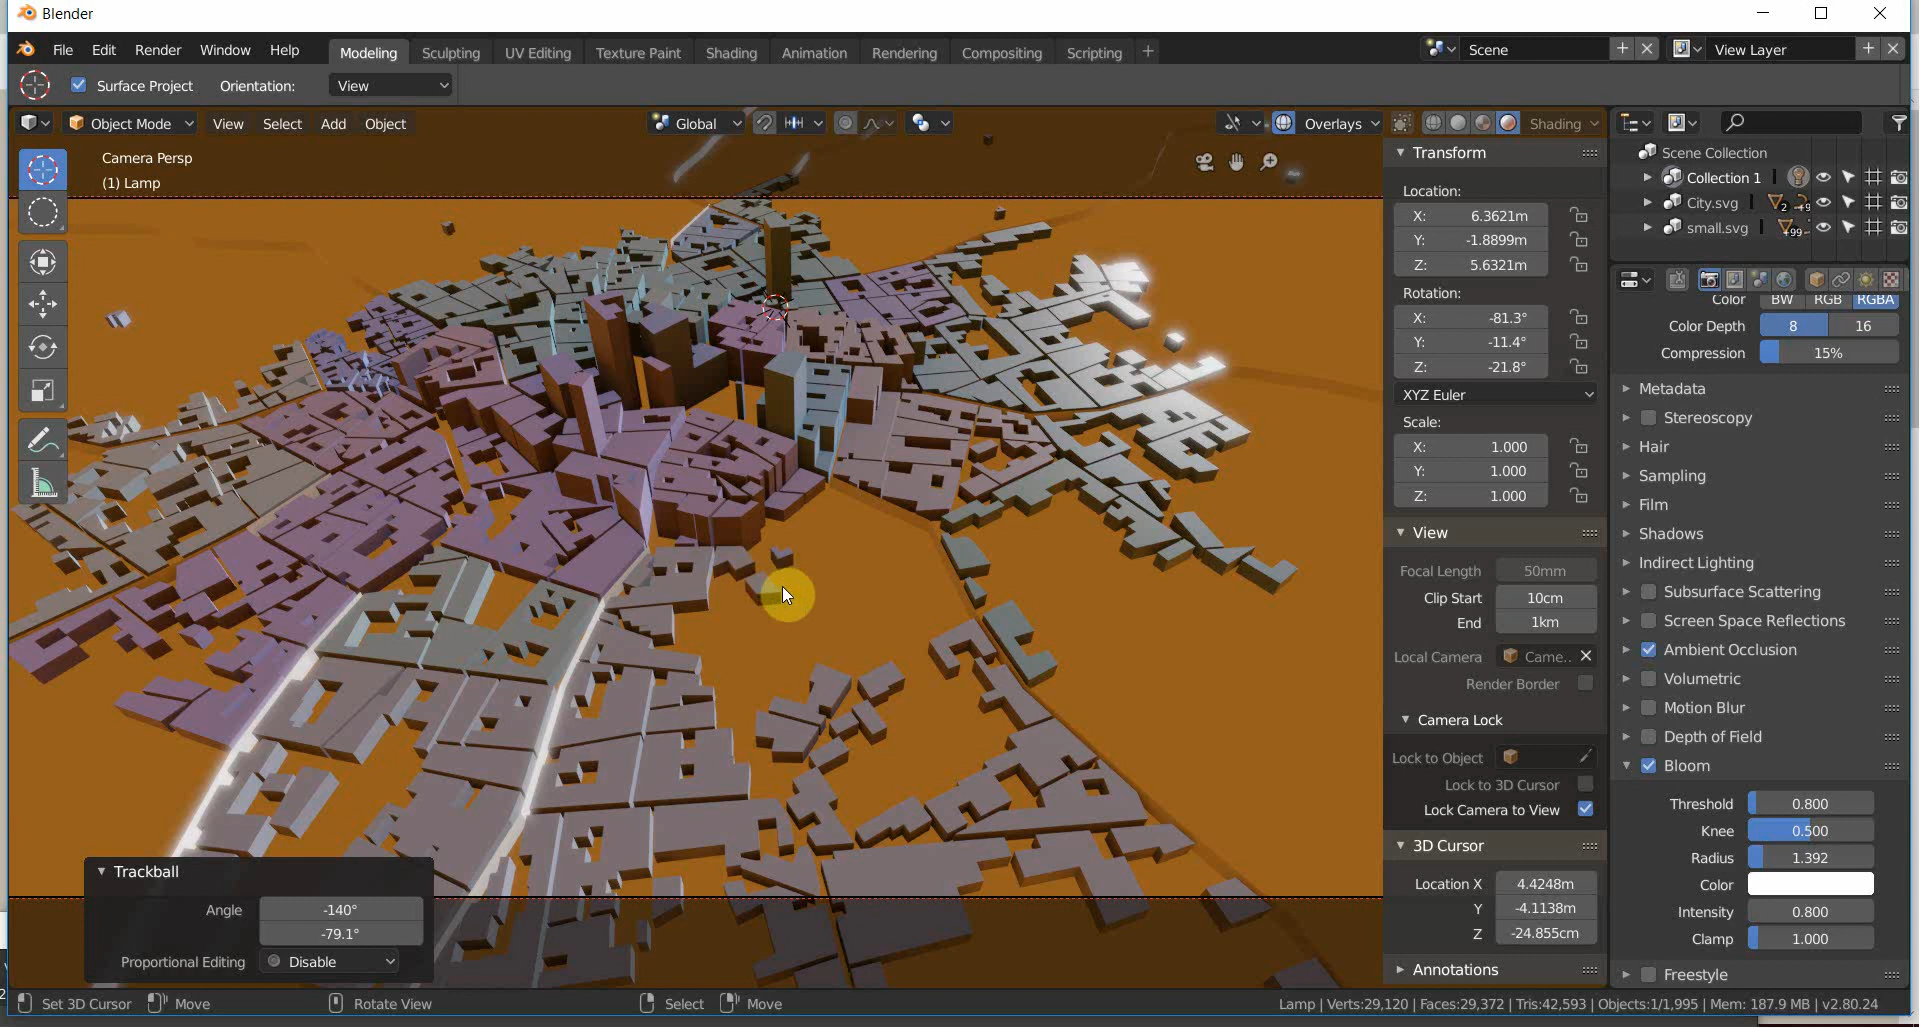 Blender
File Edit Render Window Help
Modeling Sculpting UV Editing Texture Paint Shading Animation Rendering Compositing Scripting +
Scene
View Layer
Surface Project Orientation: View
Object Mode View Select Add Object
Global
Overlays
Shading
Camera Persp
(1) Lamp
Transform
Location:
X: 6.3621m
Y: -1.8899m
Z: 5.6321m
Rotation:
X: -81.3°
Y: -11.4°
Z: -21.8°
XYZ Euler
Scale:
X: 1.000
Y: 1.000
Z: 1.000
View
Focal Length 50mm
Clip Start 10cm
End 1km
Local Camera Came..
Render Border
Camera Lock
Lock to Object
Lock to 3D Cursor
Lock Camera to View
3D Cursor
Location X 4.4248m
Y -4.1138m
Z -24.855cm
Annotations
Scene Collection
Collection 1
City.svg 2 +9
small.svg +99
Color BW RGB RGBA
Color Depth 8 16
Compression 15%
Metadata
Stereoscopy
Hair
Sampling
Film
Shadows
Indirect Lighting
Subsurface Scattering
Screen Space Reflections
Ambient Occlusion
Volumetric
Motion Blur
Depth of Field
Bloom
Threshold 0.800
Knee 0.500
Radius 1.392
Color
Intensity 0.800
Clamp 1.000
Freestyle
Trackball
Angle -140°
-79.1°
Proportional Editing Disable
Set 3D Cursor Move Rotate View Select Move
Lamp | Verts:29,120 | Faces:29,372 | Tris:42,593 | Objects:1/1,995 | Mem: 187.9 MB | v2.80.24